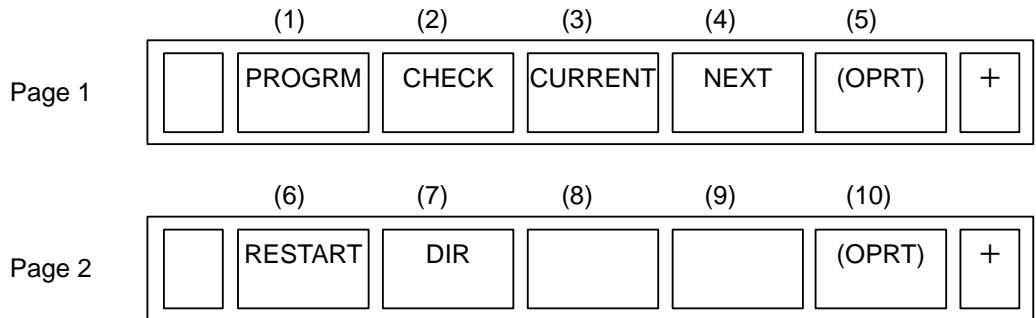 (1) (2) (3) (4) (5)
Page 1 PROGRM CHECK CURRENT NEXT (OPRT) +
(6) (7) (8) (9) (10)
Page 2 RESTART DIR (OPRT) +